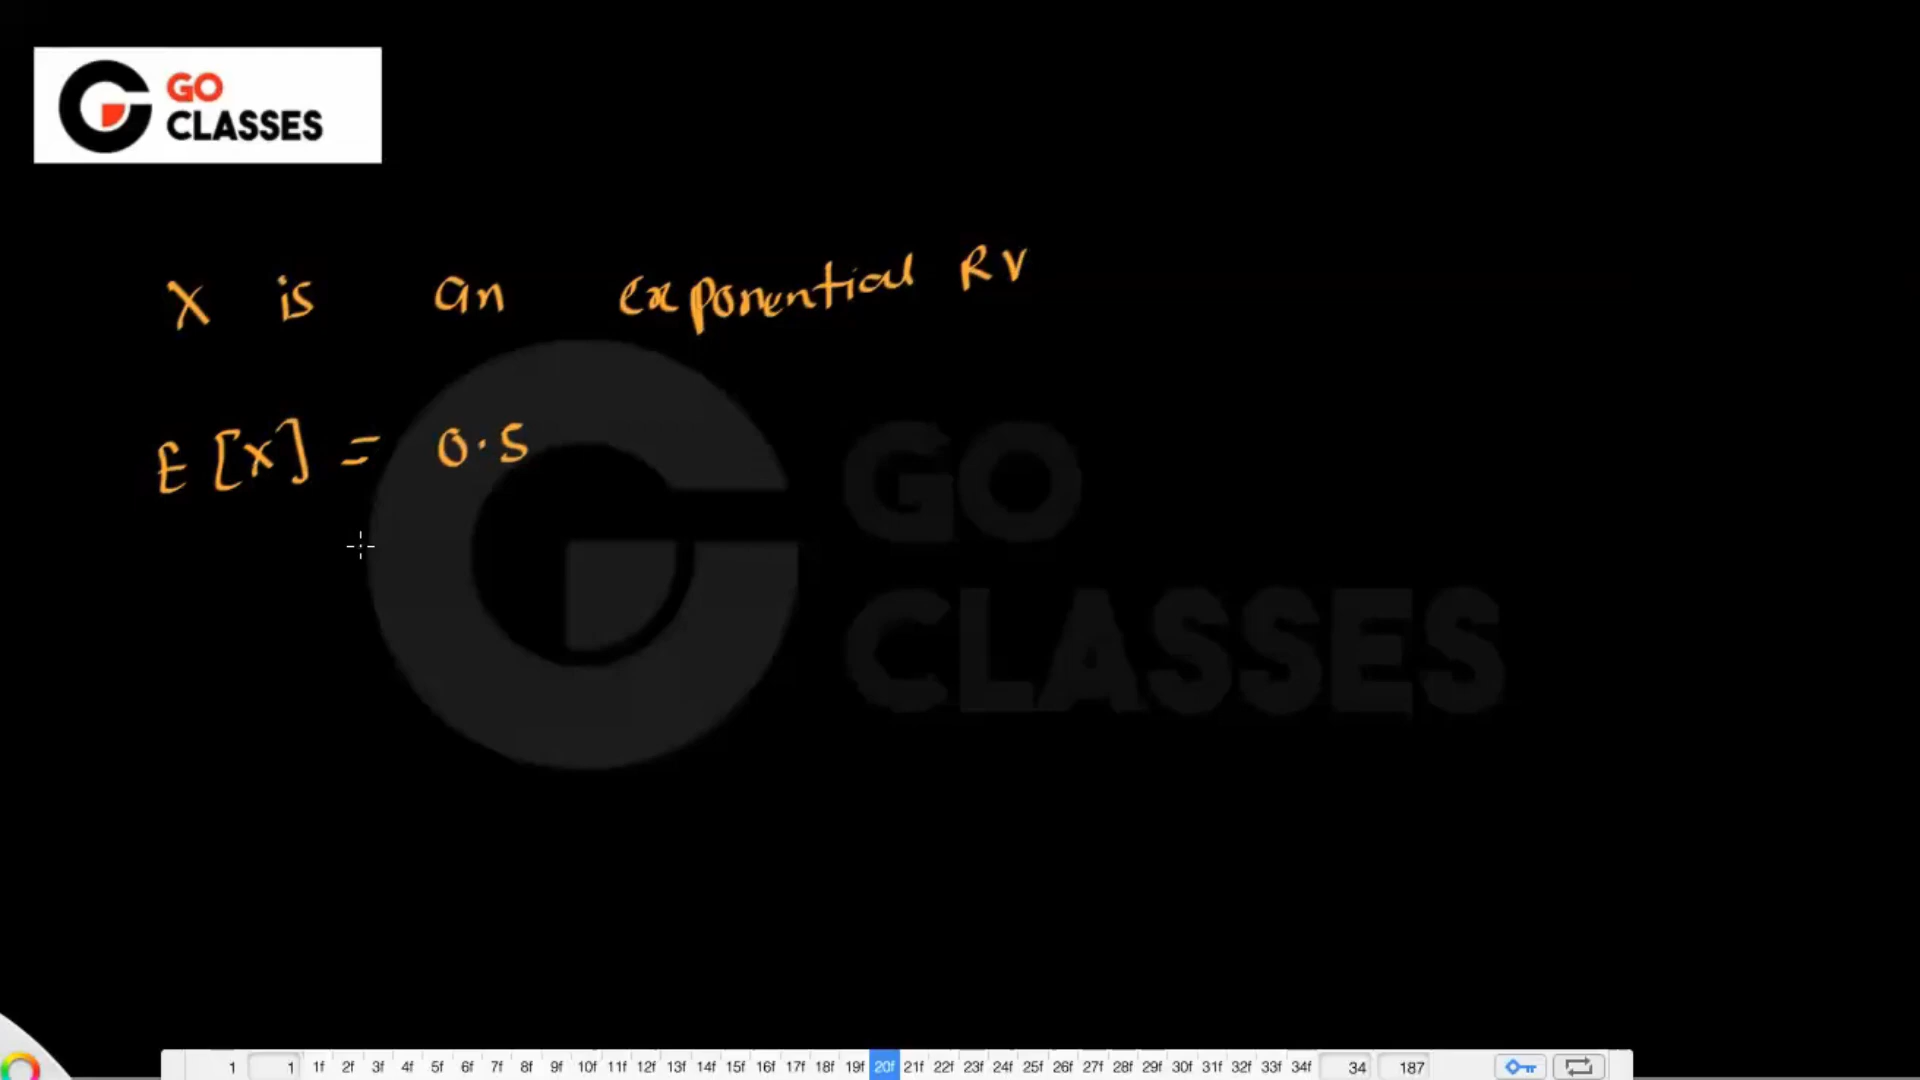 GO
CLASSES
X is an exponential RV
E[X] = 0.5
GO
CLASSES
1 1 1f 2f 3f 4f 5f 6f 7f 8f 9f 10f 11f 12f 13f 14f 15f 16f 17f 18f 19f 20f 21f 22f 23f 24f 25f 26f 27f 28f 29f 30f 31f 32f 33f 34f 34 187